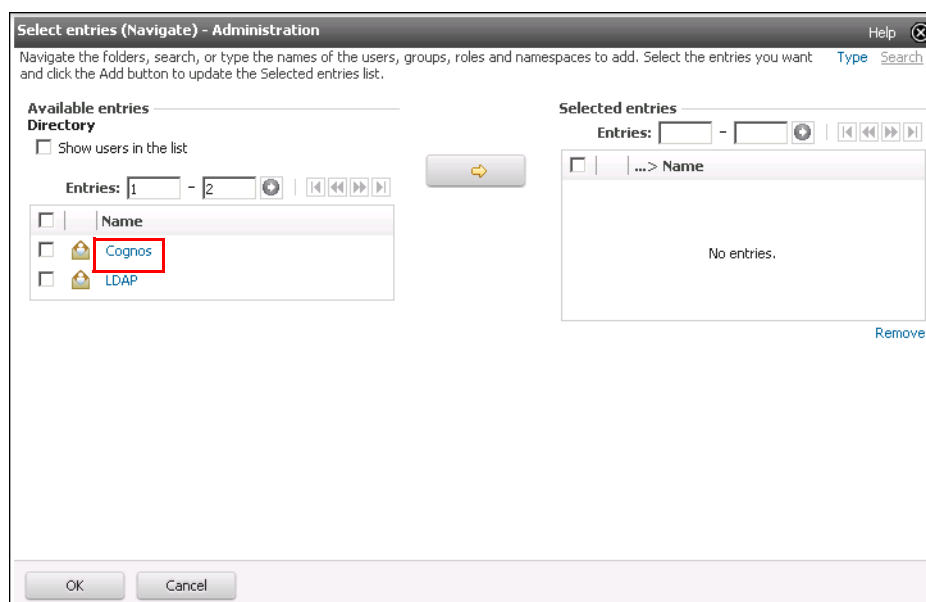 Select entries (Navigate) - Administration
Help
Navigate the folders, search, or type the names of the users, groups, roles and namespaces to add. Select the entries you want
and click the Add button to update the Selected entries list.
Type Search
Available entries
Directory
Show users in the list
Entries: 1 - 2
Name
Cognos
LDAP
Selected entries
Entries: -
...> Name
No entries.
Remove
OK Cancel